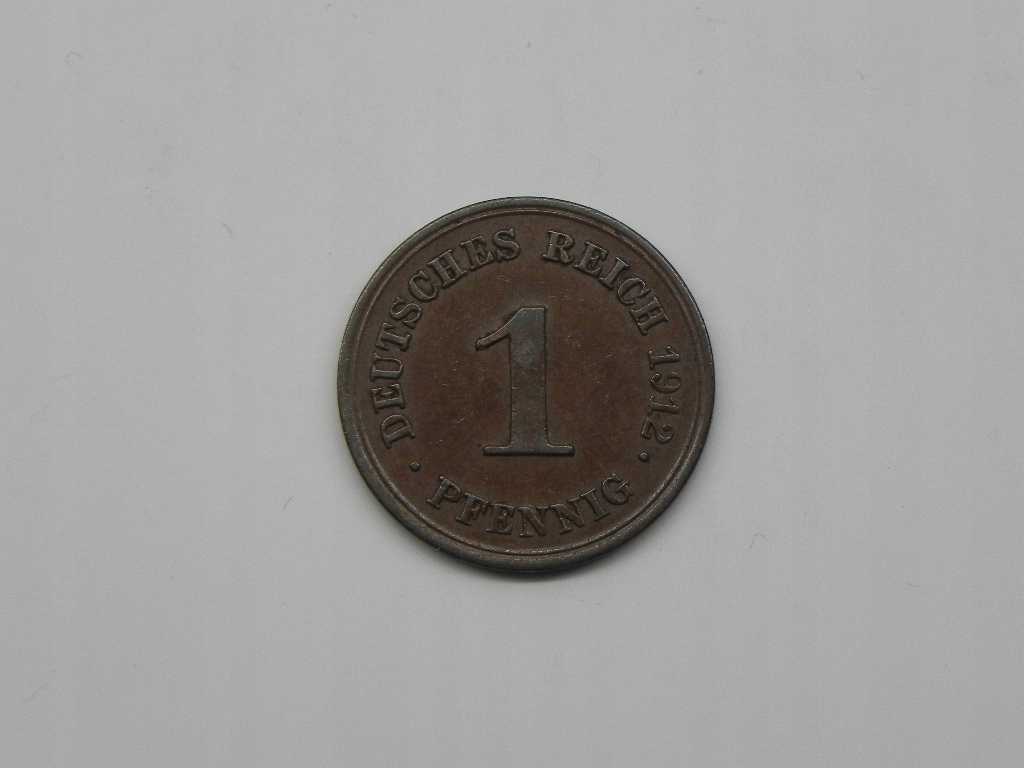 DEUTSCHES REICH 1912
1
PFENNIG